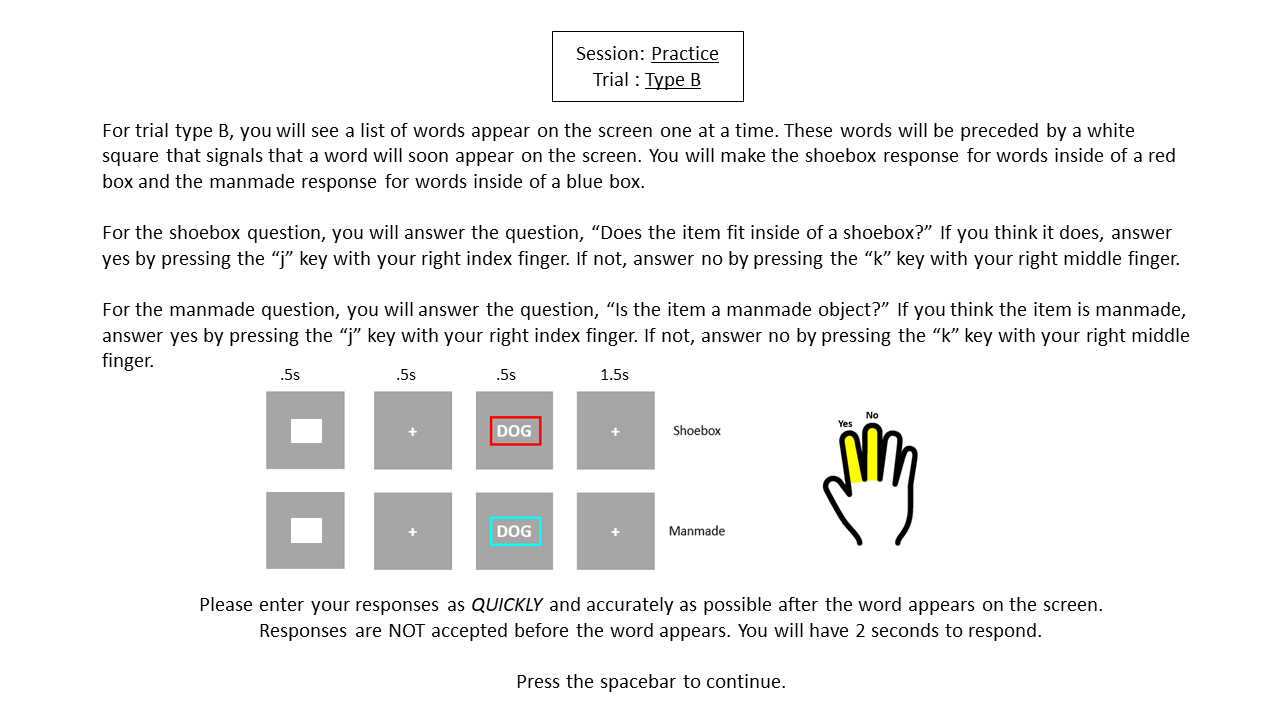 Session: Practice
Trial : Type B
For trial type B, you will see a list of words appear on the screen one at a time. These words will be preceded by a white
square that signals that a word will soon appear on the screen. You will make the shoebox response for words inside of a red
box and the manmade response for words inside of a blue box.
For the shoebox question, you will answer the question, “Does the item fit inside of a shoebox?” If you think it does, answer
yes by pressing the “j” key with your right index finger. If not, answer no by pressing the “k” key with your right middle finger.
For the manmade question, you will answer the question, “Is the item a manmade object?” If you think the item is manmade,
answer yes by pressing the “j” key with your right index finger. If not, answer no by pressing the “k” key with your right middle
finger.
.5s .5s .5s 1.5s
+ DOG + Shoebox
+ DOG + Manmade
Yes No
Please enter your responses as QUICKLY and accurately as possible after the word appears on the screen.
Responses are NOT accepted before the word appears. You will have 2 seconds to respond.
Press the spacebar to continue.